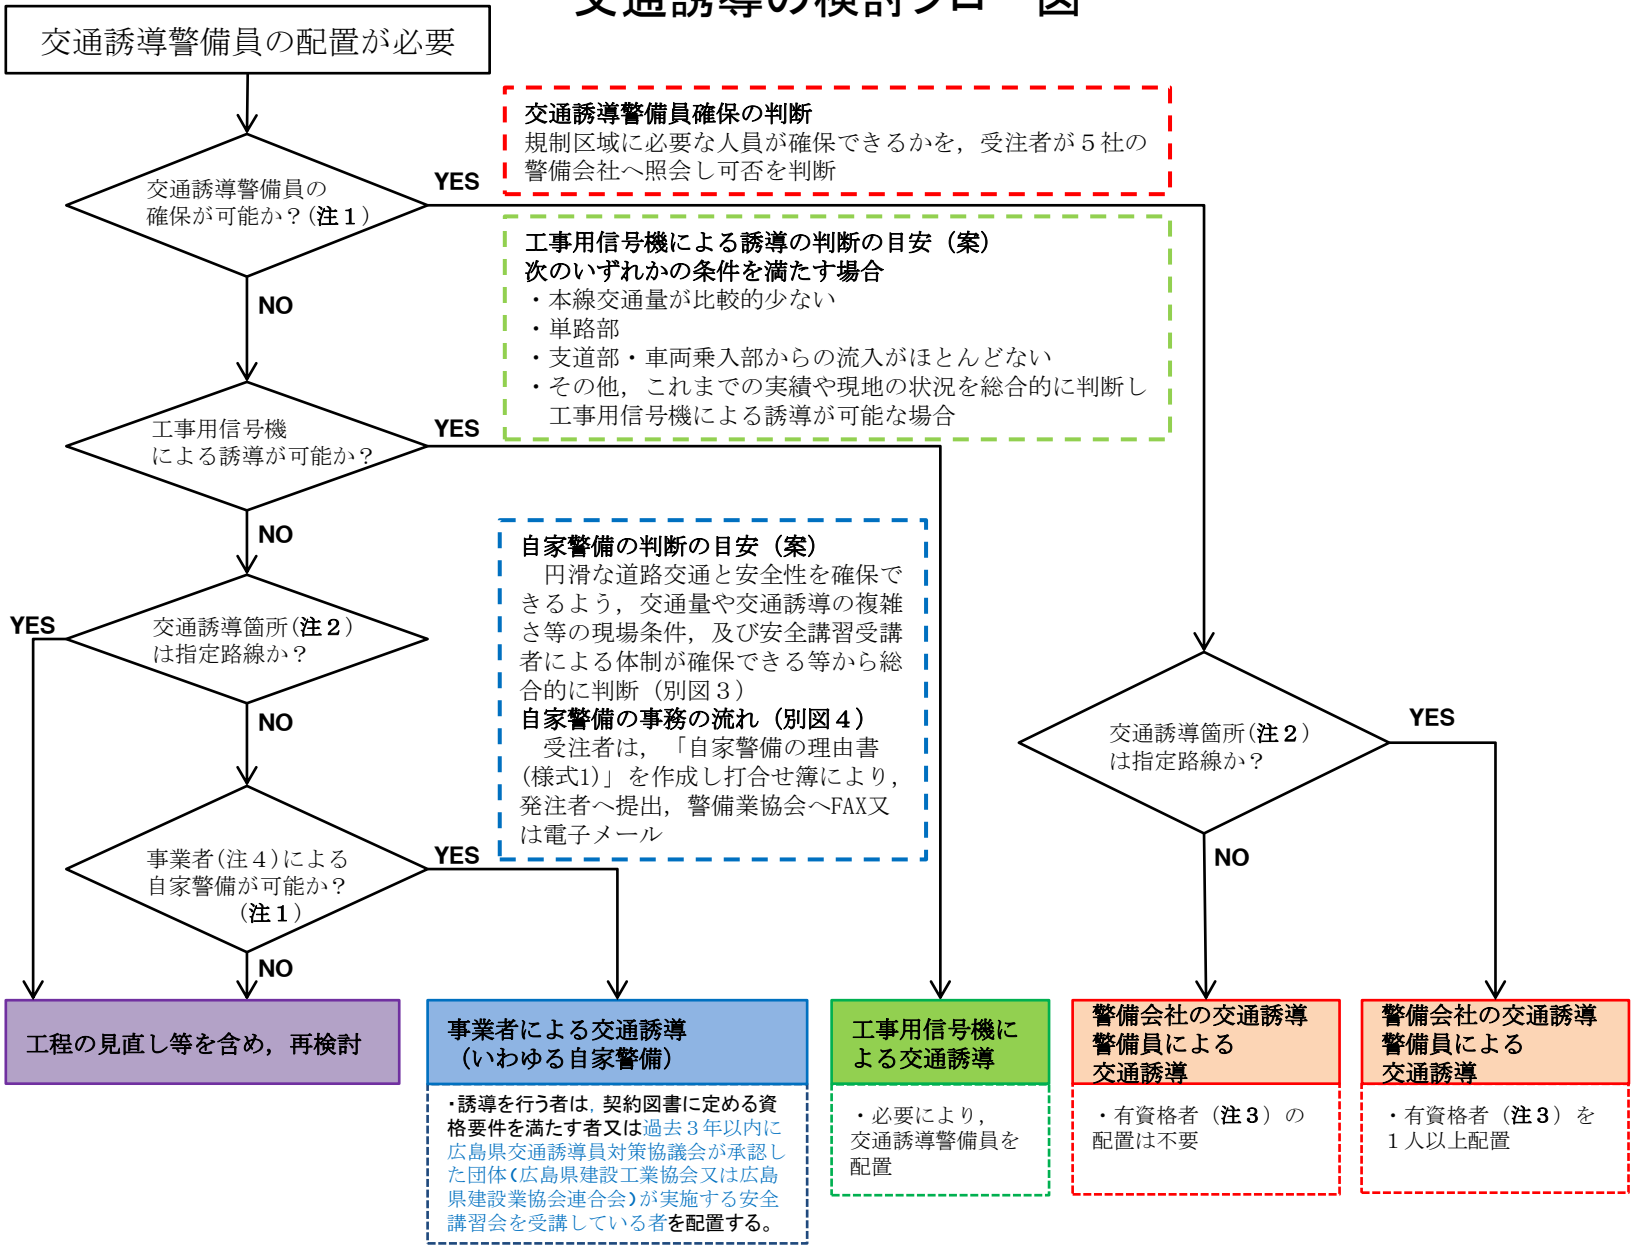 交通誘導の検討フロー図
交通誘導警備員の配置が必要
交通誘導警備員確保の判断
規制区域に必要な人員が確保できるかを，受注者が５社の
警備会社へ照会し可否を判断
交通誘導警備員の
確保が可能か？(注１)
YES
NO
工事用信号機による誘導の判断の目安（案）
次のいずれかの条件を満たす場合
・本線交通量が比較的少ない
・単路部
・支道部・車両乗入部からの流入がほとんどない
・その他，これまでの実績や現地の状況を総合的に判断し
工事用信号機による誘導が可能な場合
工事用信号機
による誘導が可能か？
YES
NO
自家警備の判断の目安（案）
円滑な道路交通と安全性を確保で
きるよう，交通量や交通誘導の複雑
さ等の現場条件，及び安全講習受講
者による体制が確保できる等から総
合的に判断（別図３）
自家警備の事務の流れ（別図４）
受注者は，「自家警備の理由書
(様式1)」を作成し打合せ簿により，
発注者へ提出，警備業協会へFAX又
は電子メール
YES
交通誘導箇所(注２)
は指定路線か？
NO
交通誘導箇所(注２)
は指定路線か？
YES
NO
事業者(注４)による
自家警備が可能か？
(注１)
YES
NO
工程の見直し等を含め，再検討
事業者による交通誘導
(いわゆる自家警備)
・誘導を行う者は，契約図書に定める資
格要件を満たす者又は過去３年以内に
広島県交通誘導員対策協議会が承認し
た団体(広島県建設工業協会又は広島
県建設業協会連合会)が実施する安全
講習会を受講している者を配置する。
工事用信号機に
よる交通誘導
・必要により，
交通誘導警備員を
配置
警備会社の交通誘導
警備員による
交通誘導
・有資格者（注３）の
配置は不要
警備会社の交通誘導
警備員による
交通誘導
・有資格者（注３）を
１人以上配置